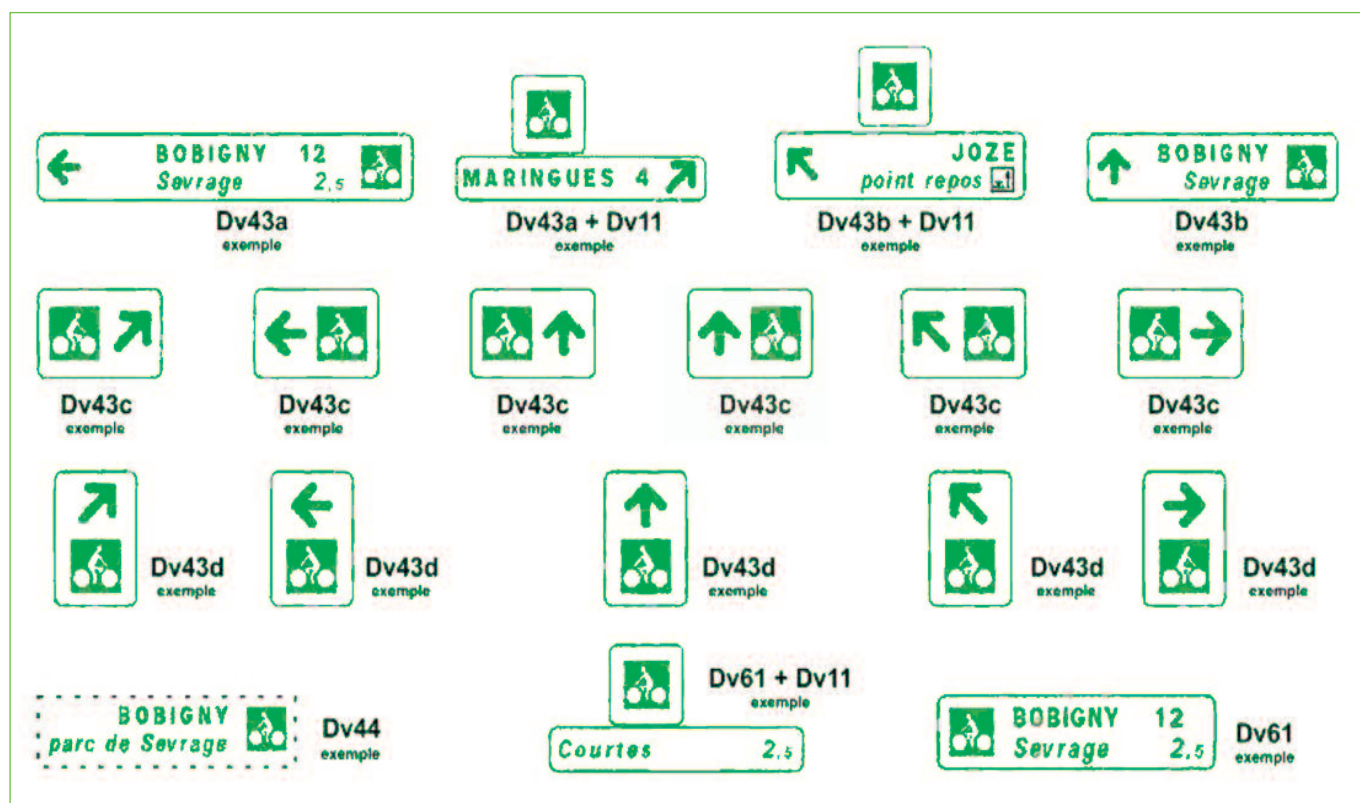 BOBIGNY 12
Sevrage 2,5
Dv43a
exemple
MARINGUES 4
Dv43a + Dv11
exemple
JOZE
point repos
Dv43b + Dv11
exemple
BOBIGNY
Sevrage
Dv43b
exemple
Dv43c
exemple
Dv43c
exemple
Dv43c
exemple
Dv43c
exemple
Dv43c
exemple
Dv43c
exemple
Dv43d
exemple
Dv43d
exemple
Dv43d
exemple
Dv43d
exemple
Dv43d
exemple
BOBIGNY
parc de Sevrage
Dv44
exemple
Dv61 + Dv11
exemple
Courtes 2,5
BOBIGNY 12
Sevrage 2,5
Dv61
exemple